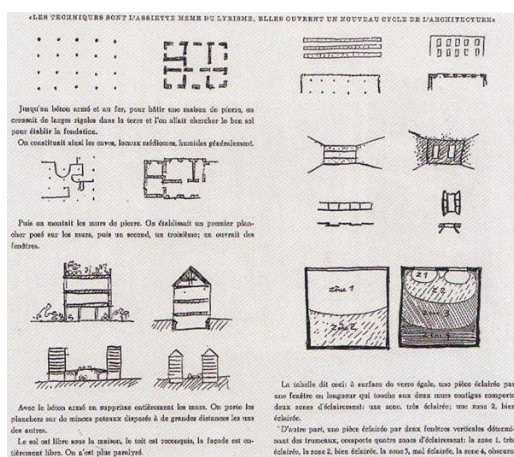 «LES TECHNIQUES SONT L'ASSIETTE MÊME DU LYRISME, ELLES OUVRENT UN NOUVEAU CYCLE DE L'ARCHITECTURE»
Jusqu'au béton armé et au fer, pour bâtir une maison de pierre, on
creusait de larges rigoles dans la terre et l'on allait chercher le bon sol
pour établir la fondation.
On constituait ainsi les caves, locaux médiocres, humides généralement.
Puis on montait les murs de pierre. On établissait un premier plan-
cher posé sur les murs, puis un second, un troisième; on ouvrait des
fenêtres.
Avec le béton armé on supprime entièrement les murs. On porte les
planchers sur de minces poteaux disposés à de grandes distances les uns
des autres.
Le sol est libre sous la maison, le toit est reconquis, la façade est en-
tièrement libre. On n'est plus paralysé.
zône 1
zône 2
Z1
Z2
zône 3
zône 4
La tabelle dit ceci: à surface de verre égale, une pièce éclairée par
une fenêtre en longueur qui touche aux deux murs contigus comporte
deux zones d'éclairement: une zone, très éclairée; une zone 2, bien
éclairée.
D'autre part, une pièce éclairée par deux fenêtres verticales détermi-
nant des trumeaux, comporte quatre zones d'éclairement: la zone 1, très
éclairée, la zone 2, bien éclairée, la zone 3, mal éclairée, la zone 4, obscure.